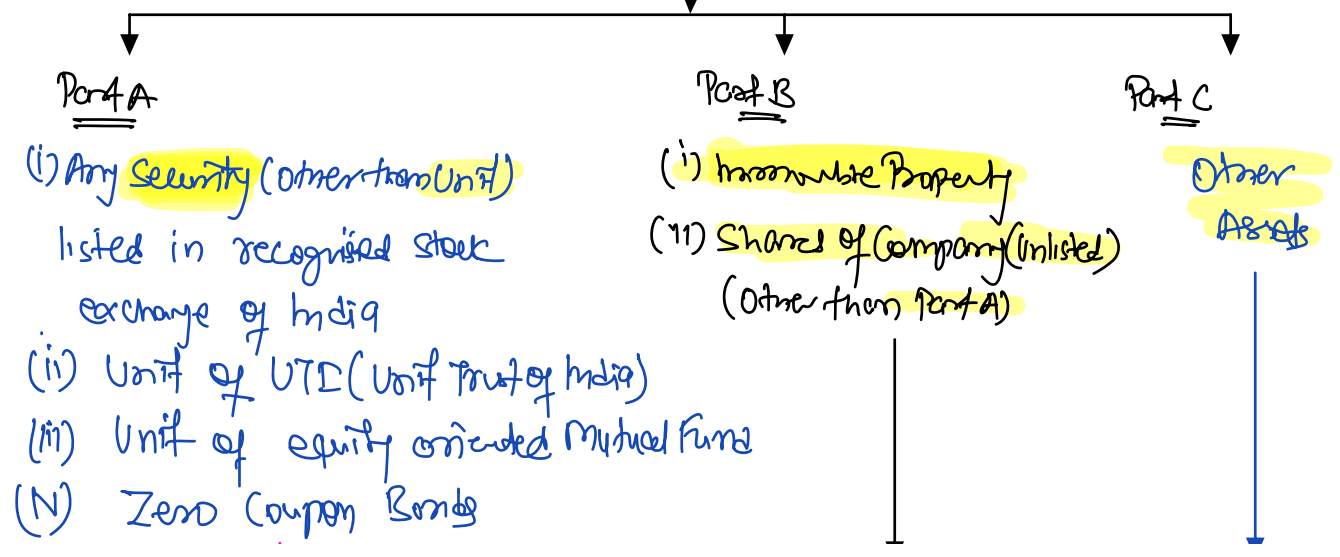 Part A
(i) Any Security (other than Unit)
listed in recognised stock
exchange of India
(ii) Unit of UTI (Unit Trust of India)
(iii) Unit of equity oriented Mutual Fund
(IV) Zero Coupon Bonds
Part B
(i) Immovable Property
(ii) Shares of Company (unlisted)
(Other than Part A)
Part C
Other
Assets